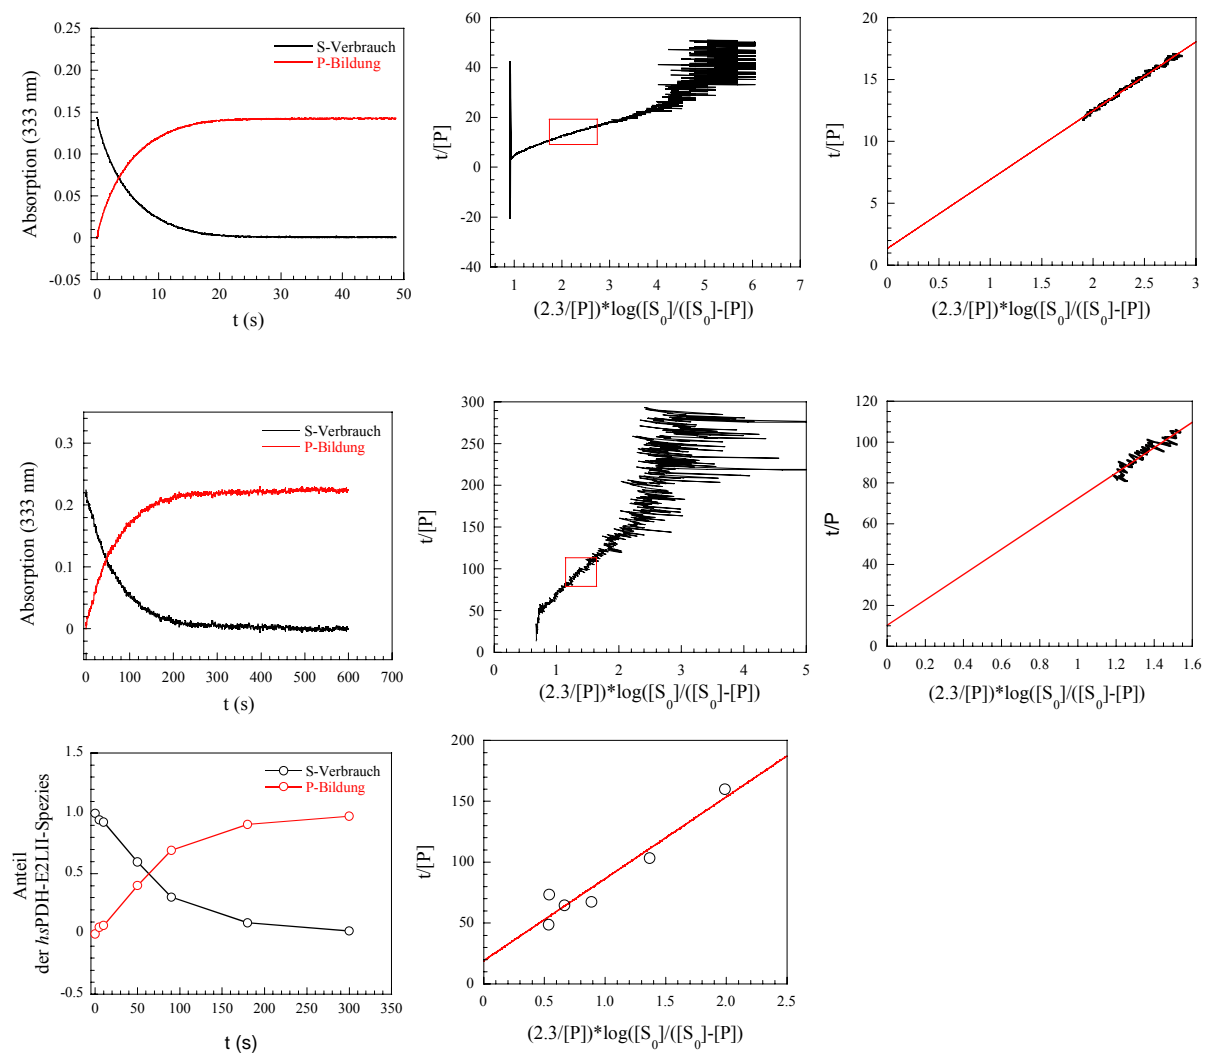 0.25
0.20
0.15
0.10
0.05
0
-0.05
Absorption (333 nm)
S-Verbrauch
P-Bildung
0 10 20 30 40 50
t (s)
60
40
20
0
-20
-40
t/[P]
1 2 3 4 5 6 7
(2.3/[P])*log([S0]/([S0]-[P])
20
15
10
5
0
t/[P]
0 0.5 1 1.5 2 2.5 3
(2.3/[P])*log([S0]/([S0]-[P])
0.3
0.2
0.1
0
Absorption (333 nm)
S-Verbrauch
P-Bildung
0 100 200 300 400 500 600 700
t (s)
300
250
200
150
100
50
0
t/[P]
0 1 2 3 4 5
(2.3/[P])*log([S0]/([S0]-[P])
120
100
80
60
40
20
0
t/P
0 0.2 0.4 0.6 0.8 1 1.2 1.4 1.6
(2.3/[P])*log([S0]/([S0]-[P])
1.5
1.0
0.5
0
-0.5
Anteil
der hsPDH-E2LII-Spezies
S-Verbrauch
P-Bildung
0 50 100 150 200 250 300 350
t (s)
200
150
100
50
0
t/[P]
0 0.5 1.0 1.5 2.0 2.5
(2.3/[P])*log([S0]/([S0]-[P])